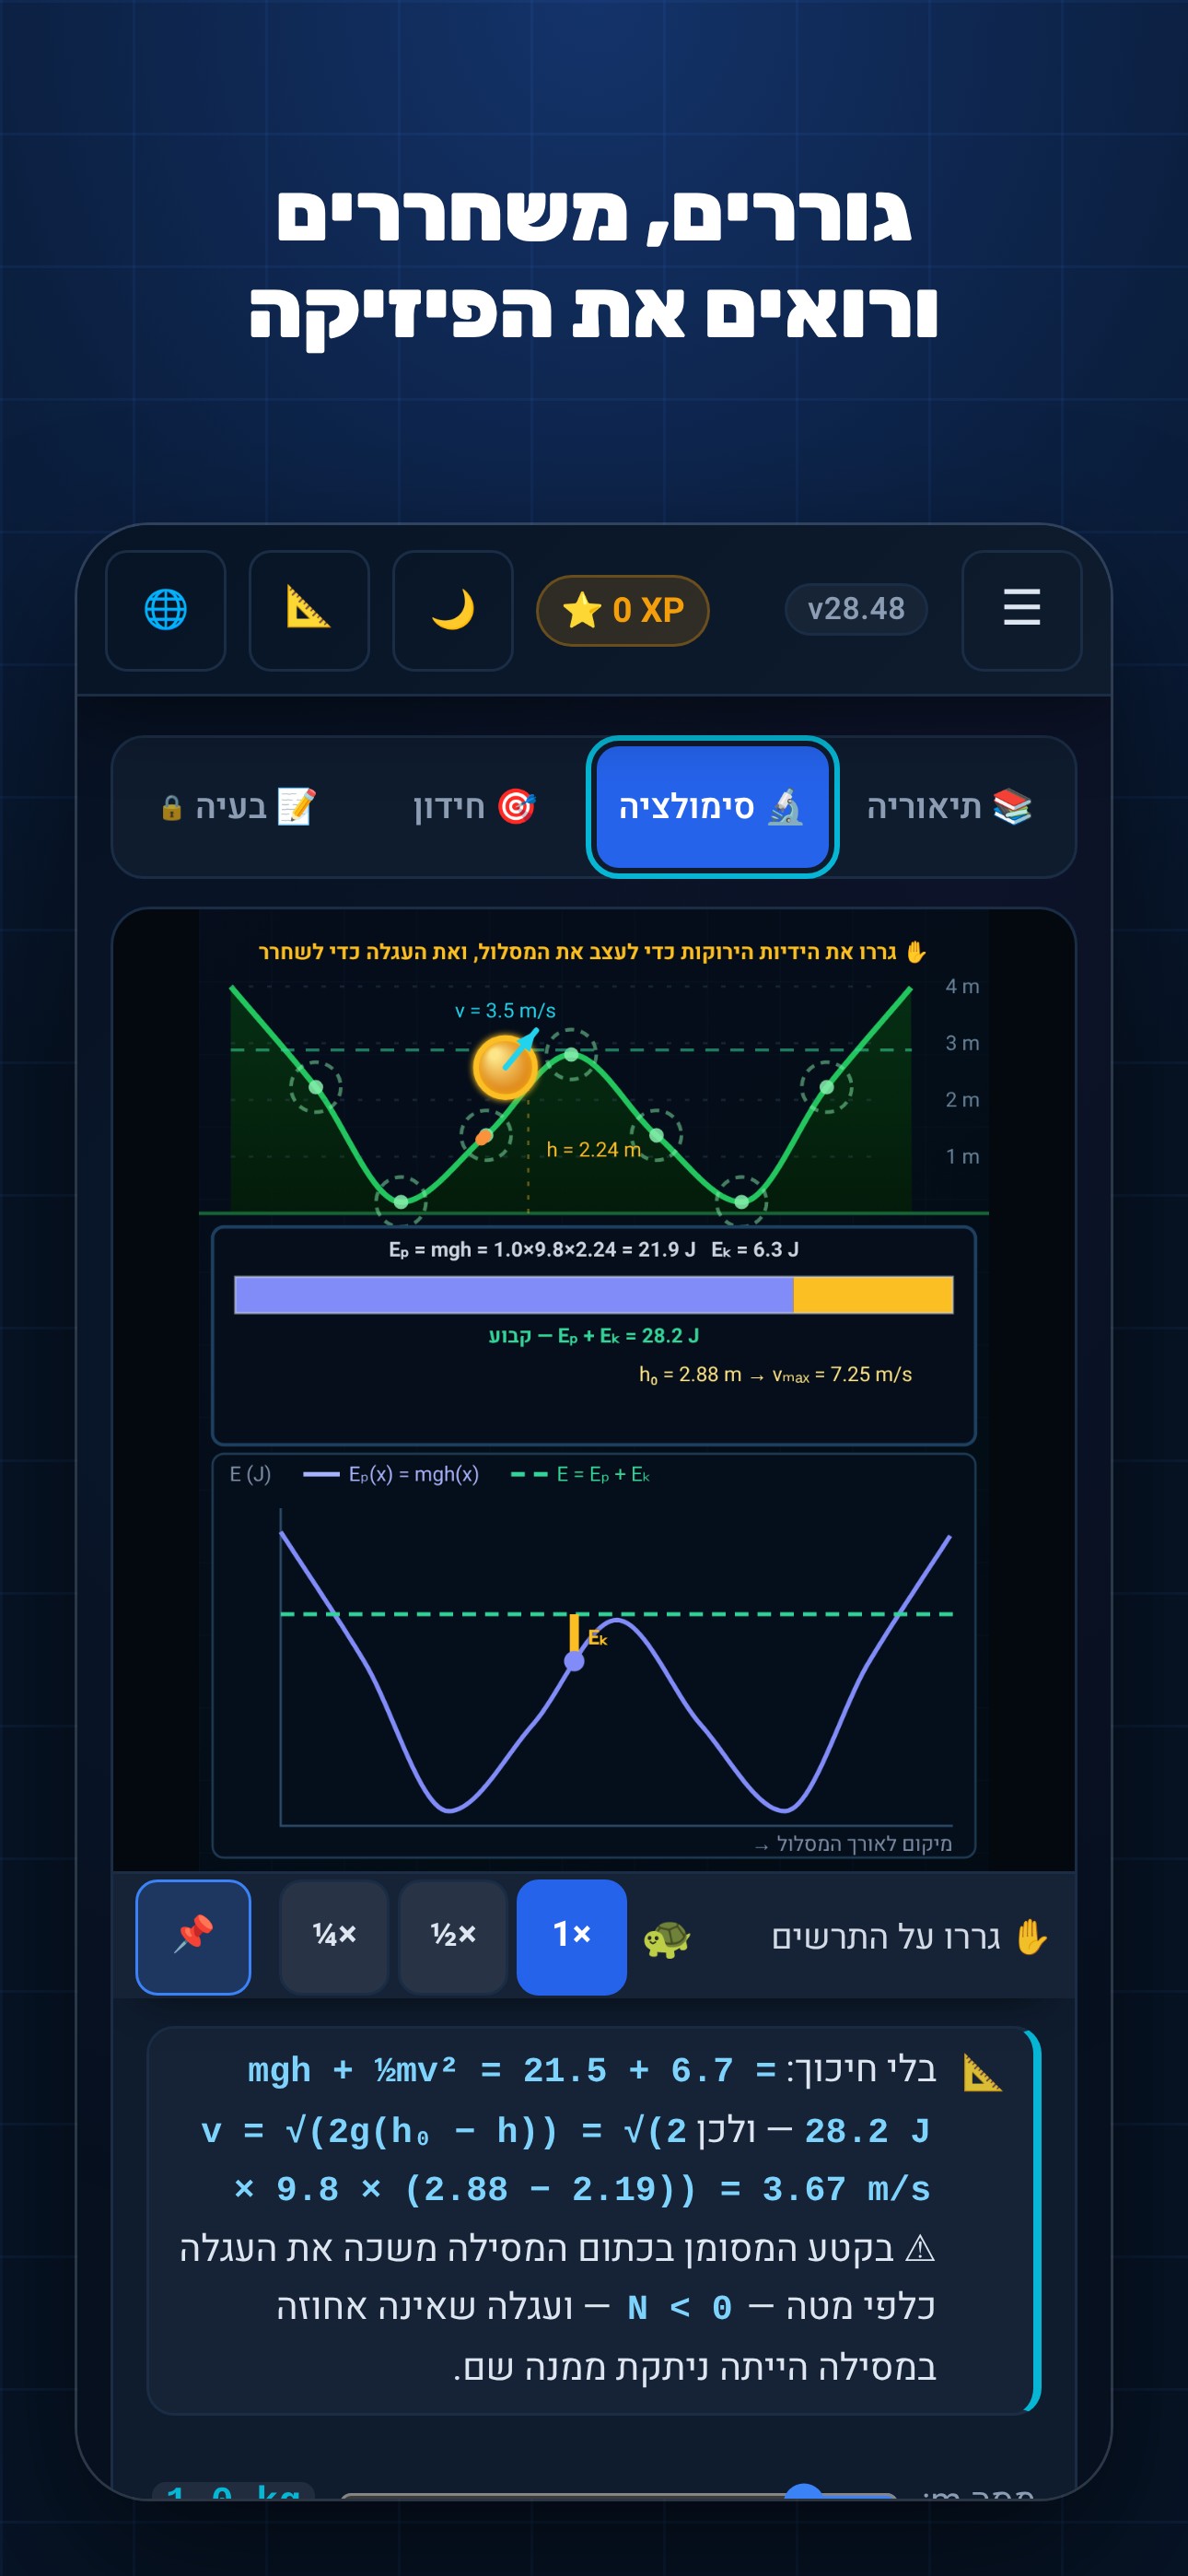 גוררים, משחררים
ורואים את הפיזיקה
☰ v28.48 ⭐ 0 XP 🌙 📐 🌐
📚 תיאוריה 🔬 סימולציה 🎯 חידון 📝 בעיה 🔒
✋ גררו את הידיות הירוקות כדי לעצב את המסלול, ואת העגלה כדי לשחרר
4 m
v = 3.5 m/s
3 m
2 m
h = 2.24 m
1 m
Eₚ = mgh = 1.0×9.8×2.24 = 21.9 J Eₖ = 6.3 J
Eₚ + Eₖ = 28.2 J — קבוע
h₀ = 2.88 m → vₘₐₓ = 7.25 m/s
E (J) Eₚ(x) = mgh(x) E = Eₚ + Eₖ
Eₖ
מיקום לאורך המסלול →
✋ גררו על התרשים 🐢 1× ½× ¼× 📌
📐 בלי חיכוך: mgh + ½mv² = 21.5 + 6.7 =
28.2 J — ולכן v = √(2g(h₀ − h)) = √(2
× 9.8 × (2.88 − 2.19)) = 3.67 m/s
⚠ בקטע המסומן בכתום המסילה משכה את העגלה
כלפי מטה — N < 0 — ועגלה שאינה אחוזה
במסילה הייתה ניתקת ממנה שם.